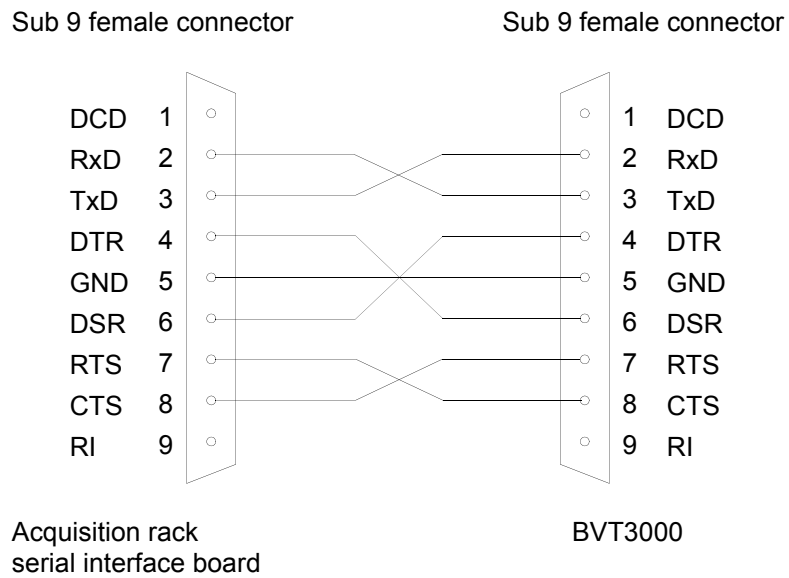 Sub 9 female connector Sub 9 female connector
DCD 1 1 DCD
RxD 2 2 RxD
TxD 3 3 TxD
DTR 4 4 DTR
GND 5 5 GND
DSR 6 6 DSR
RTS 7 7 RTS
CTS 8 8 CTS
RI 9 9 RI
Acquisition rack BVT3000
serial interface board